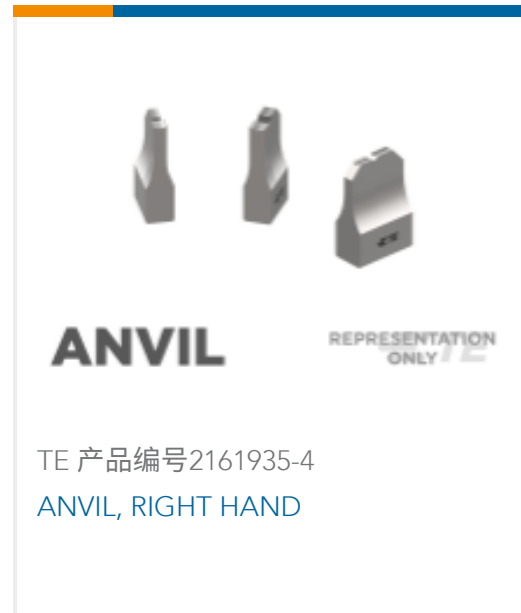 ANVIL
REPRESENTATION
ONLY
TE
TE 产品编号2161935-4
ANVIL, RIGHT HAND